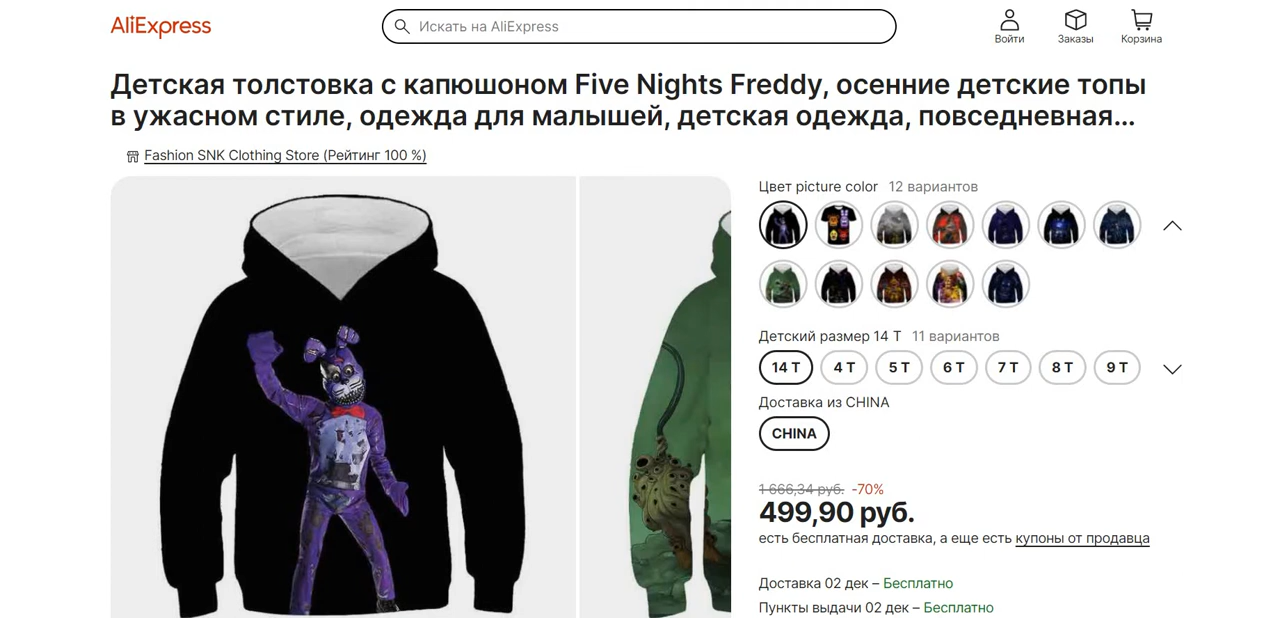 AliExpress
Искать на AliExpress
Войти
Заказы
Корзина
Детская толстовка с капюшоном Five Nights Freddy, осенние детские топы
в ужасном стиле, одежда для малышей, детская одежда, повседневная...
Fashion SNK Clothing Store (Рейтинг 100 %)
Цвет picture color 12 вариантов
Детский размер 14 T 11 вариантов
14 T 4 T 5 T 6 T 7 T 8 T 9 T
Доставка из CHINA
CHINA
1 666,34 руб. -70%
499,90 руб.
есть бесплатная доставка, а еще есть купоны от продавца
Доставка 02 дек – Бесплатно
Пункты выдачи 02 дек – Бесплатно